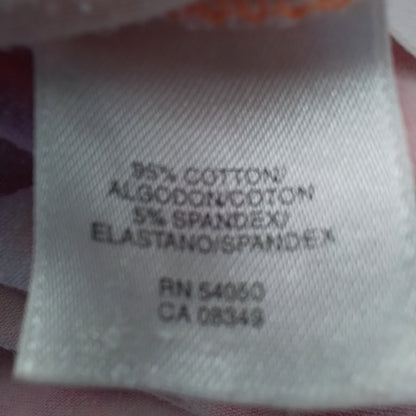 95% COTTON/
ALGODON/COTON
5% SPANDEX/
ELASTANO/SPANDEX
RN 54050
CA 08349